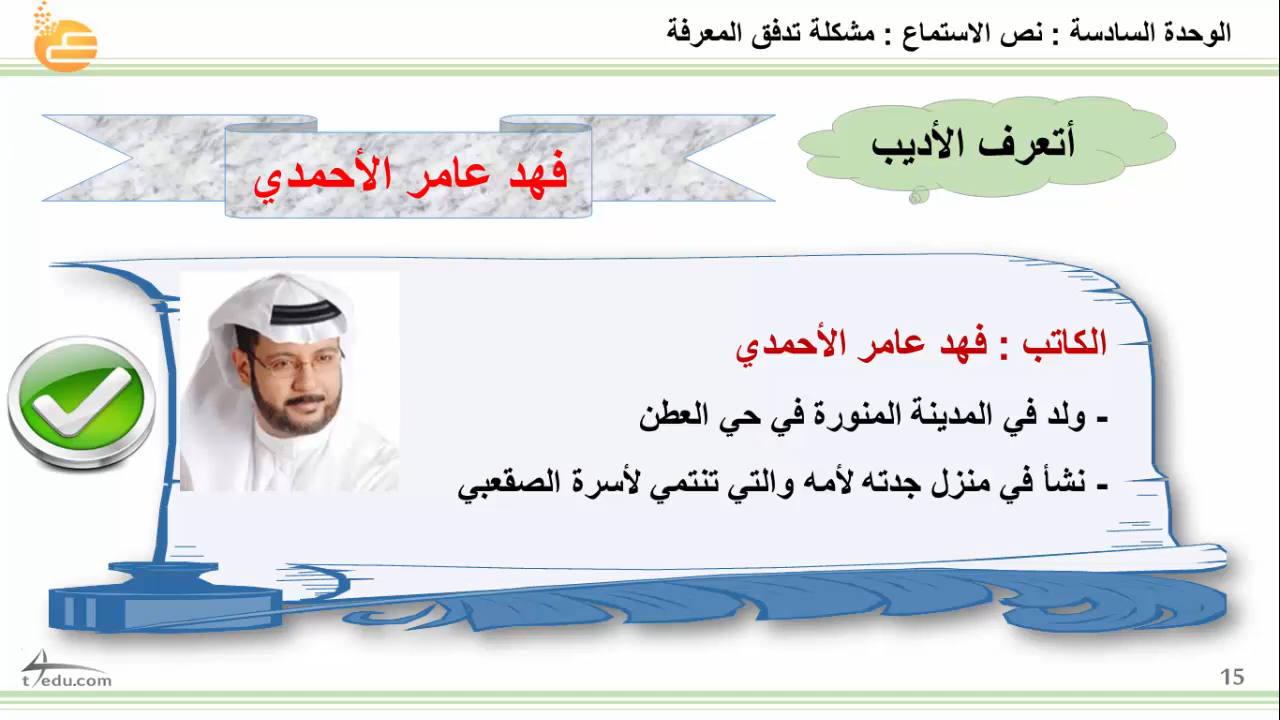 الوحدة السادسة : نص الاستماع : مشكلة تدفق المعرفة
أتعرف الأديب
فهد عامر الأحمدي
الكاتب : فهد عامر الأحمدي
- ولد في المدينة المنورة في حي العطن
- نشأ في منزل جدته لأمه والتي تنتمي لأسرة الصقعبي
t4edu.com
15